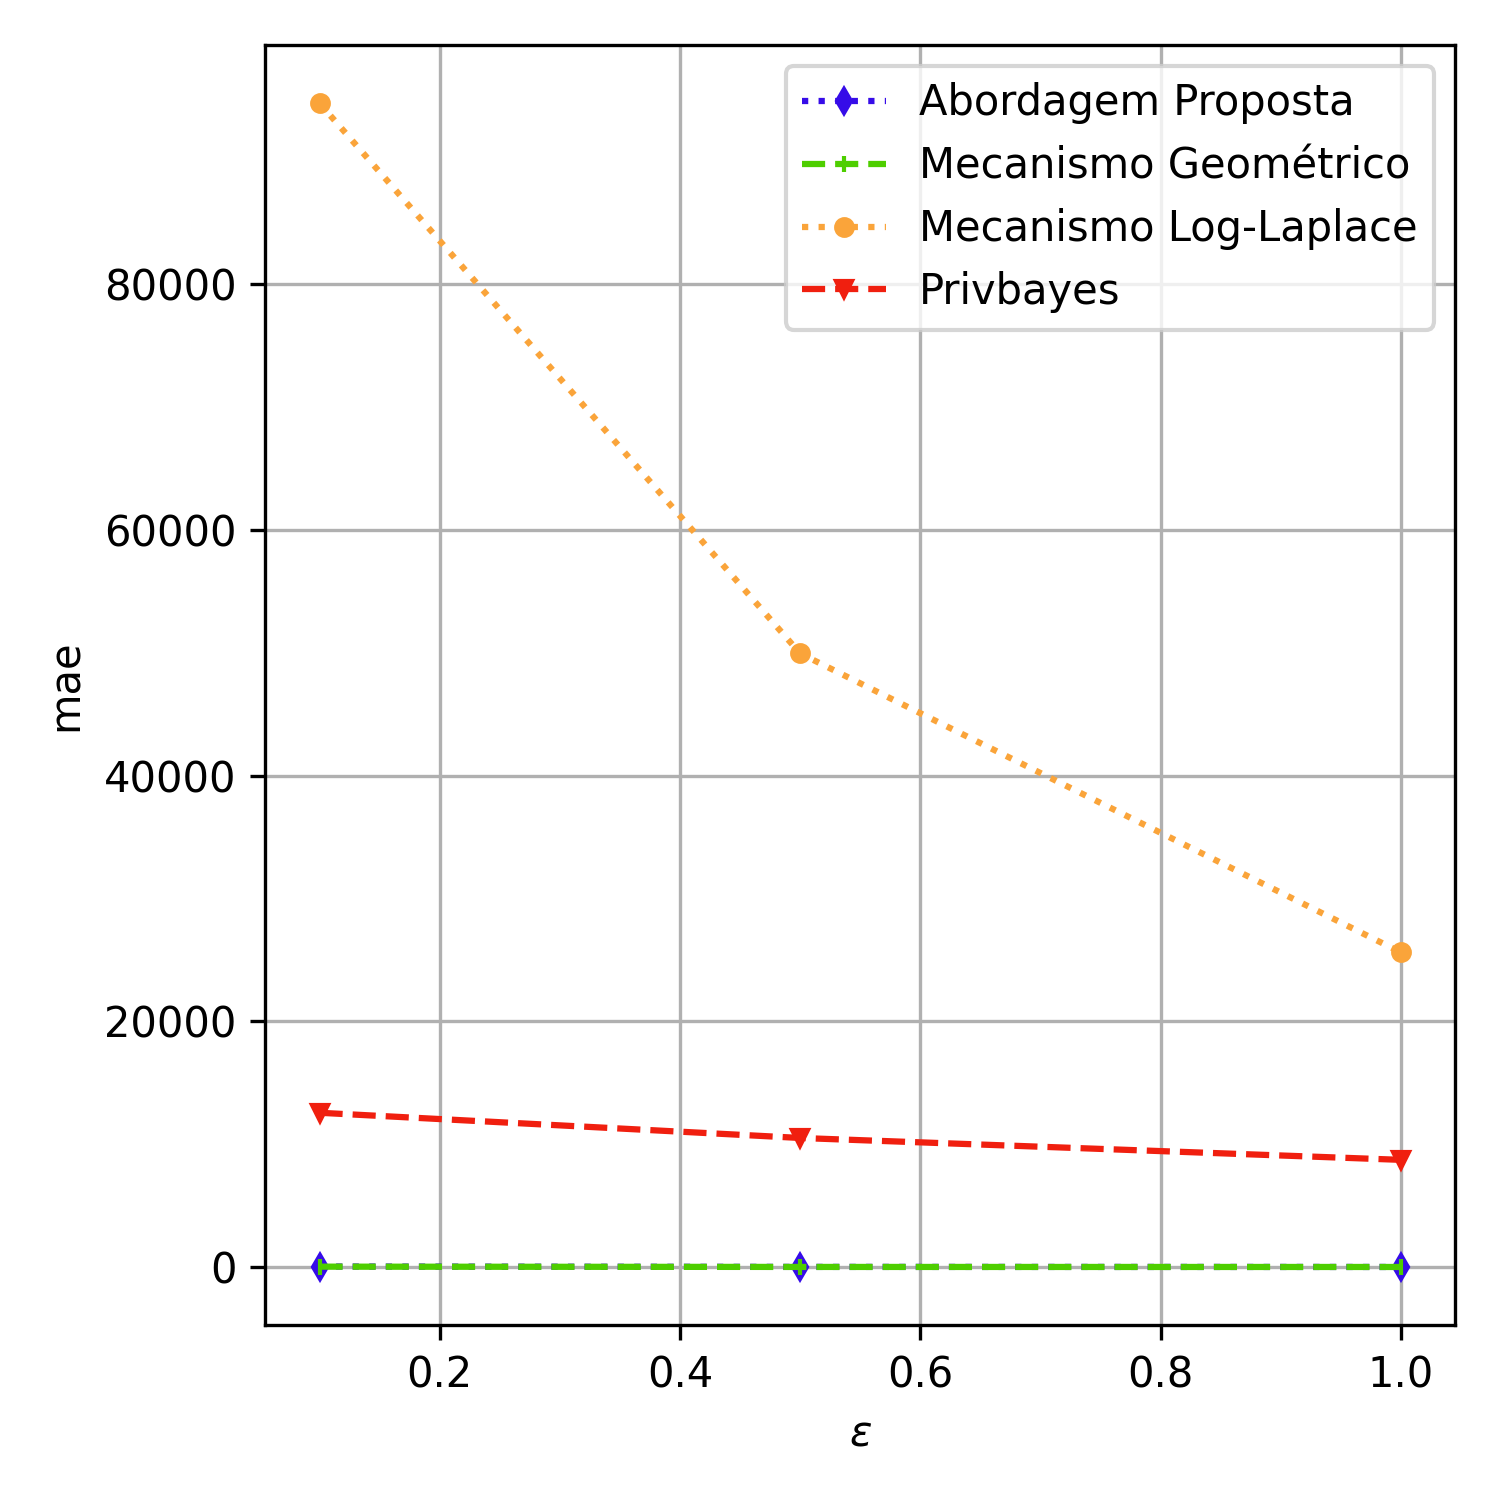 Abordagem Proposta
Mecanismo Geométrico
Mecanismo Log-Laplace
Privbayes
mae
80000
60000
40000
20000
0
0.2
0.4
0.6
0.8
1.0
ε